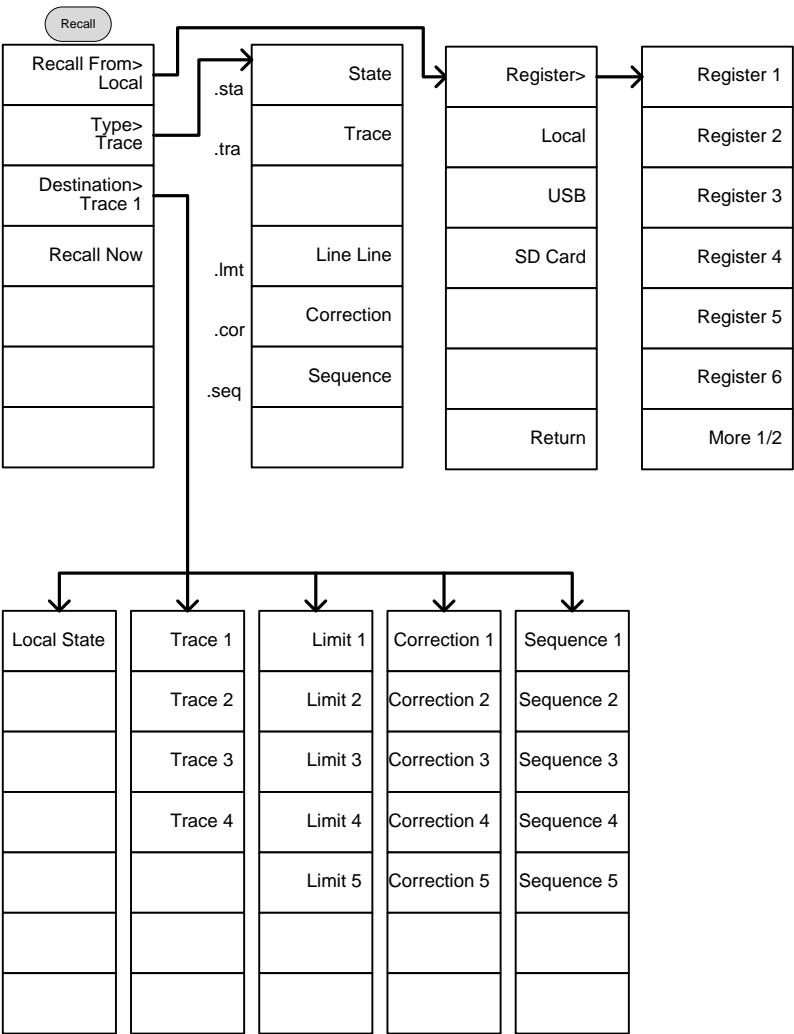 Recall
Recall From>
Local
Type>
Trace
Destination>
Trace 1
Recall Now
.sta
.tra
.lmt
.cor
.seq
State
Trace
Line Line
Correction
Sequence
Register>
Local
USB
SD Card
Return
Register 1
Register 2
Register 3
Register 4
Register 5
Register 6
More 1/2
Local State
Trace 1
Trace 2
Trace 3
Trace 4
Limit 1
Limit 2
Limit 3
Limit 4
Limit 5
Correction 1
Correction 2
Correction 3
Correction 4
Correction 5
Sequence 1
Sequence 2
Sequence 3
Sequence 4
Sequence 5